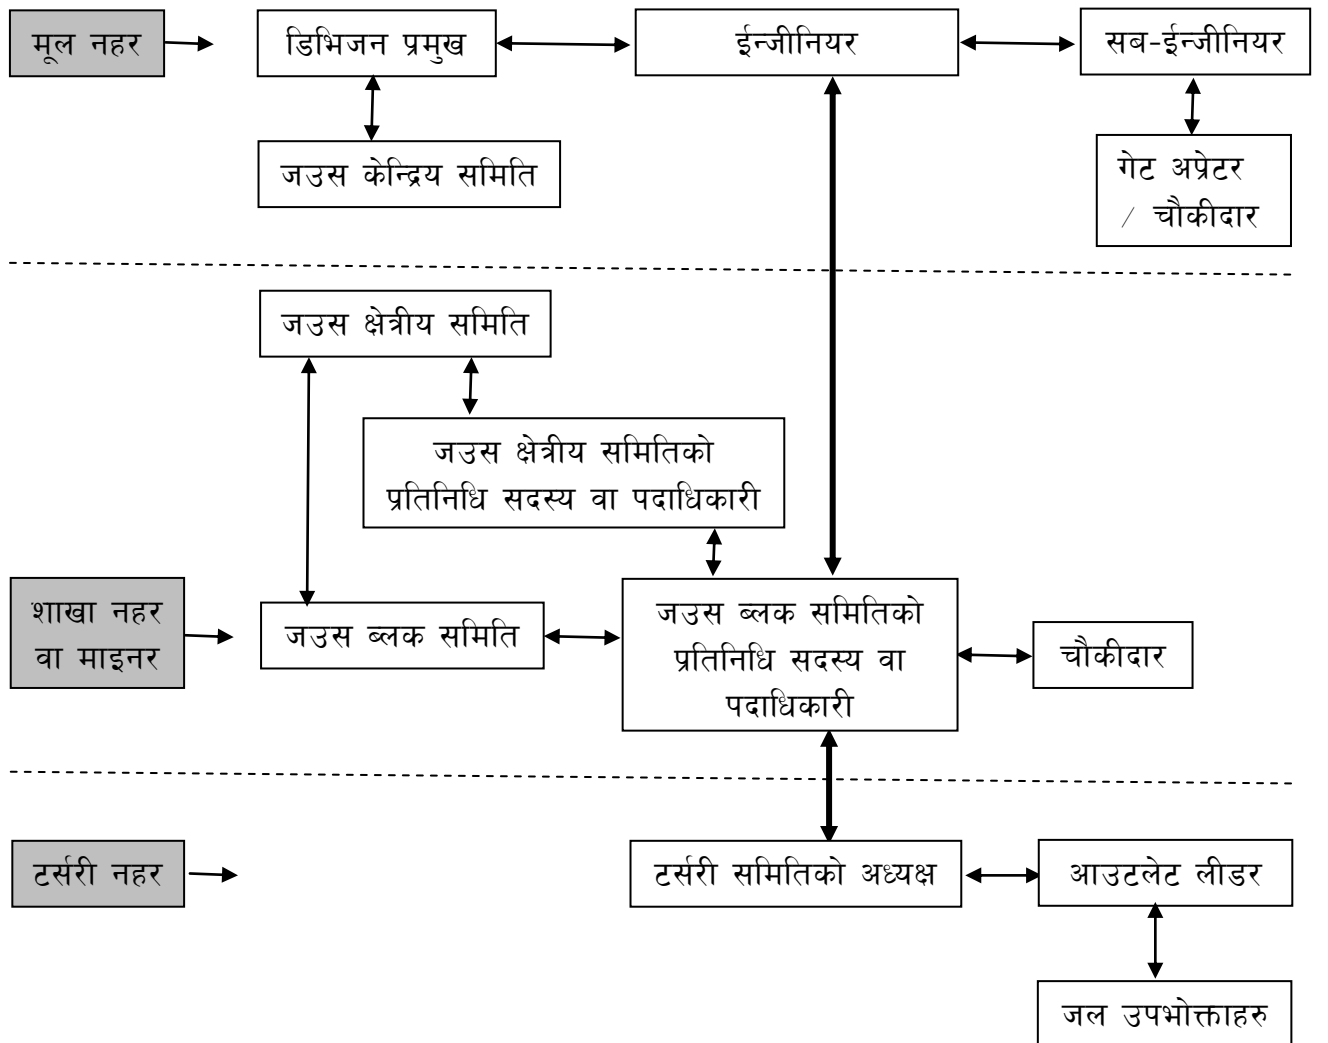 मूल नहर
डिभिजन प्रमुख
ईन्जीनियर
सब-ईन्जीनियर
जउस केन्द्रिय समिति
गेट अप्रेटर
/ चौकीदार
जउस क्षेत्रीय समिति
जउस क्षेत्रीय समितिको
प्रतिनिधि सदस्य वा पदाधिकारी
शाखा नहर
वा माइनर
जउस ब्लक समिति
जउस ब्लक समितिको
प्रतिनिधि सदस्य वा
पदाधिकारी
चौकीदार
टर्सरी नहर
टर्सरी समितिको अध्यक्ष
आउटलेट लीडर
जल उपभोक्ताहरु